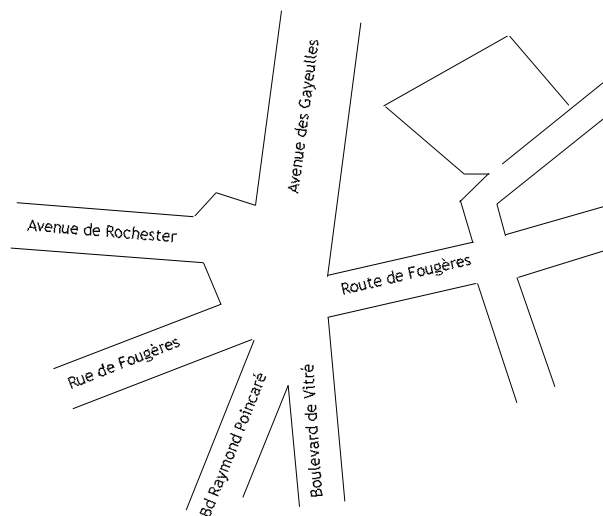 Avenue des Gayeulles
Avenue de Rochester
Route de Fougères
Rue de Fougères
Bd Raymond Poincaré
Boulevard de Vitré